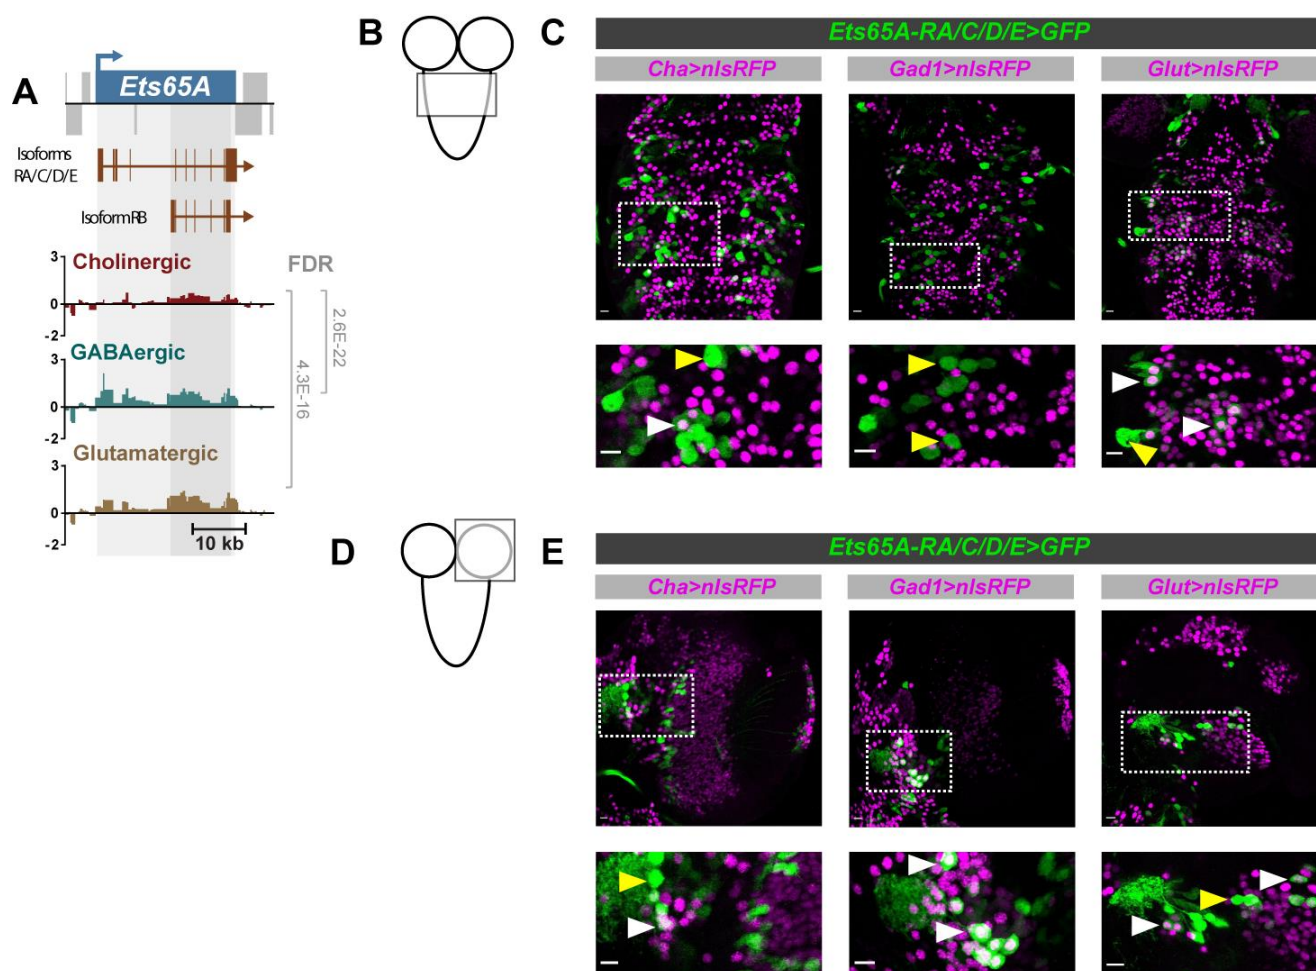 A
Ets65A
Isoforms
RA/C/D/E
Isoform RB
3
Cholinergic
0
-2
3
GABAergic
0
-2
3
Glutamatergic
0
-2
10 kb
FDR
2.6E-22
4.3E-16
B
C
Ets65A-RA/C/D/E>GFP
Cha>nlsRFP
Gad1>nlsRFP
Glut>nlsRFP
D
E
Ets65A-RA/C/D/E>GFP
Cha>nlsRFP
Gad1>nlsRFP
Glut>nlsRFP